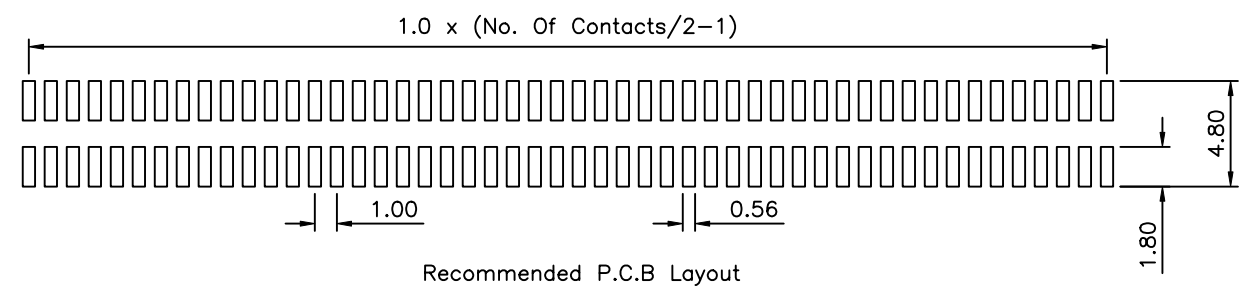 1.0 x (No. Of Contacts/2-1)
4.80
1.00
0.56
1.80
Recommended P.C.B Layout